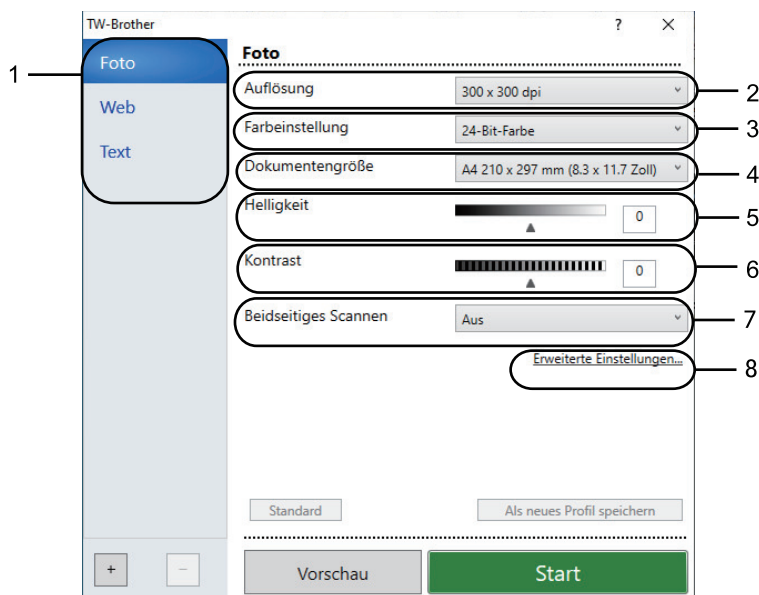 TW-Brother ? ×
Foto
Web
Text
Foto
Auflösung 300 x 300 dpi
Farbeinstellung 24-Bit-Farbe
Dokumentengröße A4 210 x 297 mm (8.3 x 11.7 Zoll)
Helligkeit 0
Kontrast 0
Beidseitiges Scannen Aus
Erweiterte Einstellungen...
Standard Als neues Profil speichern
+ − Vorschau Start
1
2
3
4
5
6
7
8